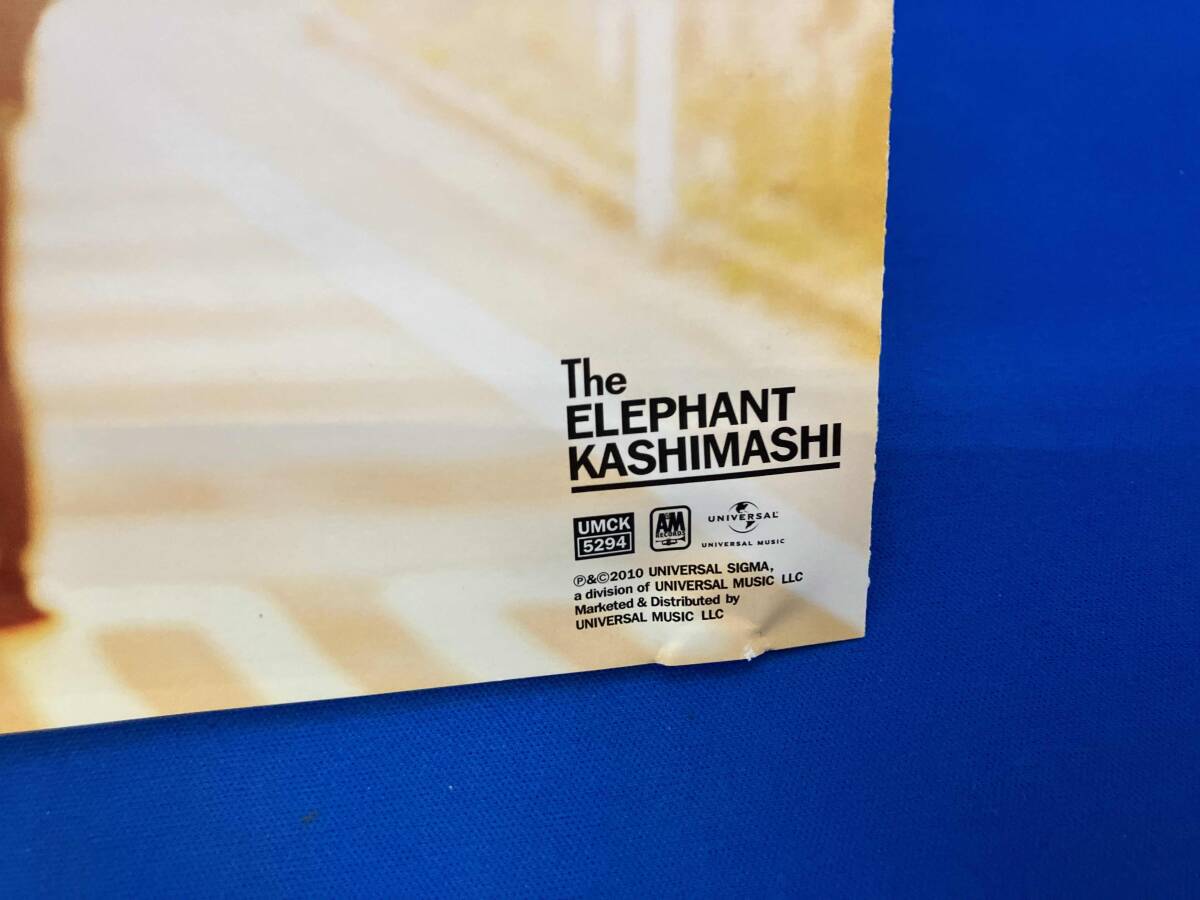 The
ELEPHANT
KASHIMASHI
UMCK
5294
A&M
RECORDS
UNIVERSAL
UNIVERSAL MUSIC
℗&©2010 UNIVERSAL SIGMA,
a division of UNIVERSAL MUSIC LLC
Marketed & Distributed by
UNIVERSAL MUSIC LLC